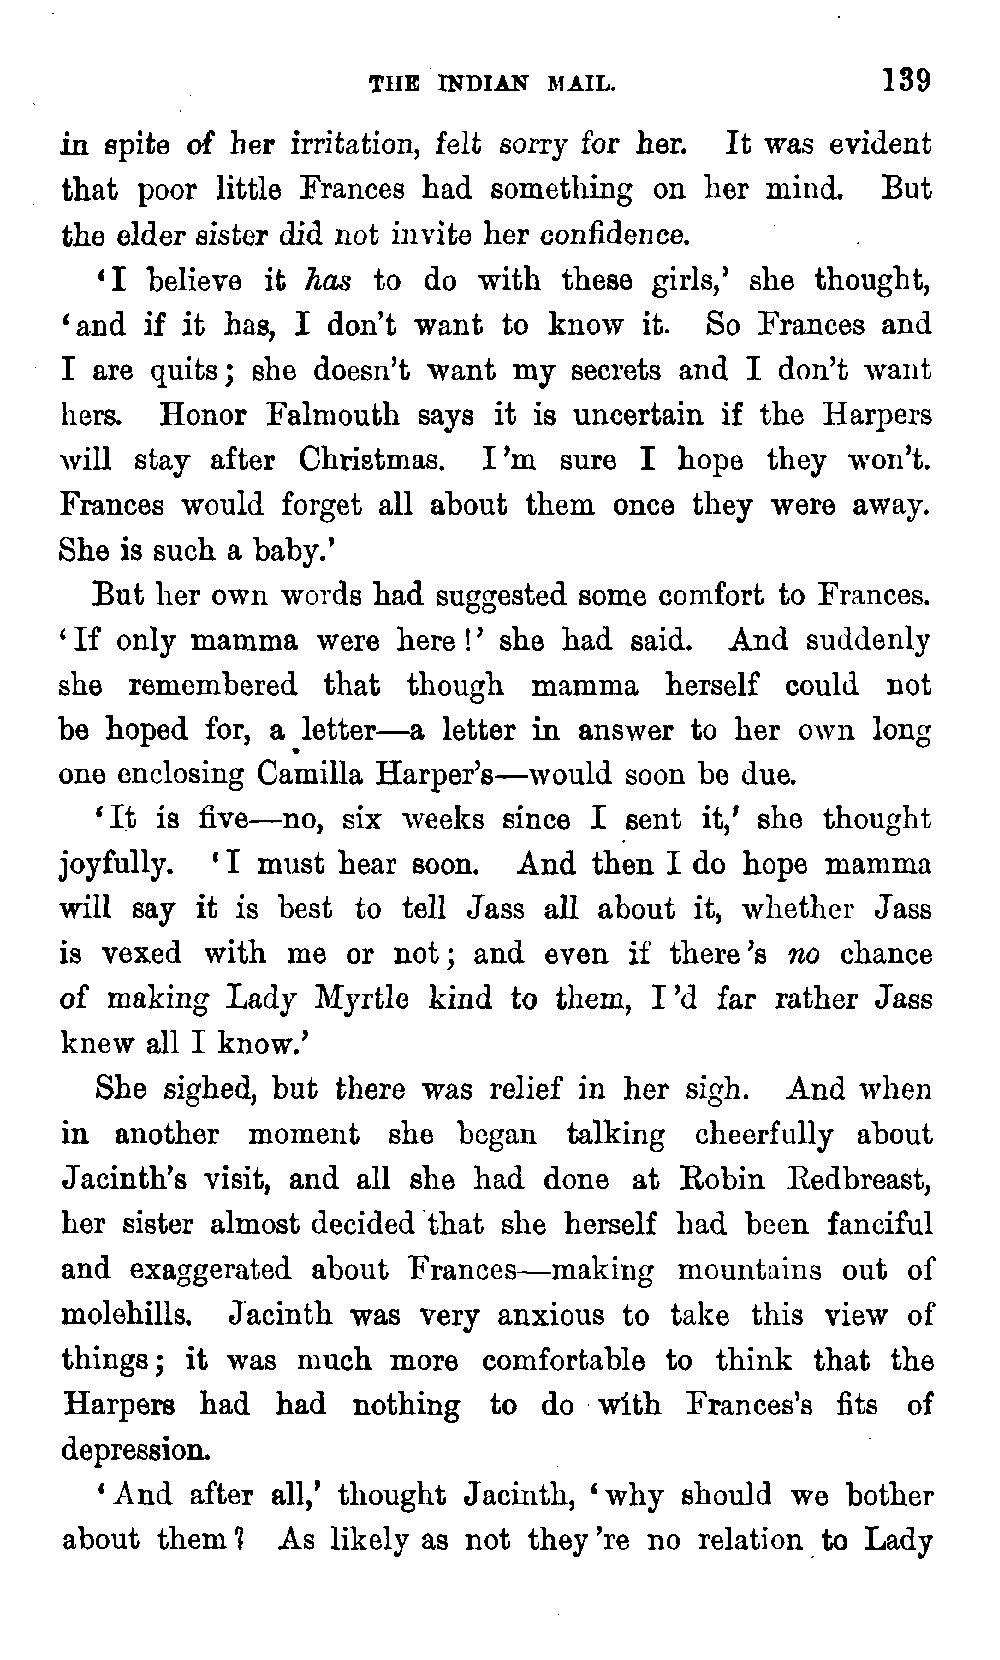 THE INDIAN MAIL. 139
in spite of her irritation, felt sorry for her. It was evident
that poor little Frances had something on her mind. But
the elder sister did not invite her confidence.
‘I believe it has to do with these girls,’ she thought,
‘and if it has, I don’t want to know it. So Frances and
I are quits; she doesn’t want my secrets and I don’t want
hers. Honor Falmouth says it is uncertain if the Harpers
will stay after Christmas. I’m sure I hope they won’t.
Frances would forget all about them once they were away.
She is such a baby.’
But her own words had suggested some comfort to Frances.
‘If only mamma were here!’ she had said. And suddenly
she remembered that though mamma herself could not
be hoped for, a letter—a letter in answer to her own long
one enclosing Camilla Harper’s—would soon be due.
‘It is five—no, six weeks since I sent it,’ she thought
joyfully. ‘I must hear soon. And then I do hope mamma
will say it is best to tell Jass all about it, whether Jass
is vexed with me or not; and even if there’s no chance
of making Lady Myrtle kind to them, I’d far rather Jass
knew all I know.’
She sighed, but there was relief in her sigh. And when
in another moment she began talking cheerfully about
Jacinth’s visit, and all she had done at Robin Redbreast,
her sister almost decided that she herself had been fanciful
and exaggerated about Frances—making mountains out of
molehills. Jacinth was very anxious to take this view of
things; it was much more comfortable to think that the
Harpers had had nothing to do with Frances’s fits of
depression.
‘And after all,’ thought Jacinth, ‘why should we bother
about them? As likely as not they’re no relation to Lady